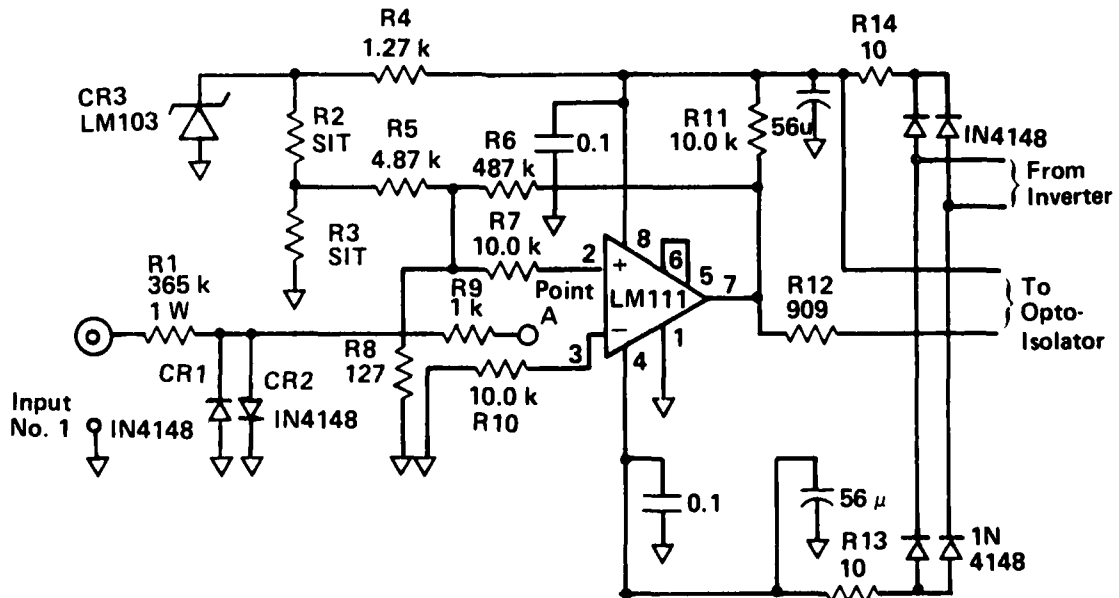 R4
1.27 k
R14
10
CR3
LM103
R2
SIT
R5
4.87 k
R6
487 k
0.1
R11
10.0 k
56u
IN4148
From
Inverter
R3
SIT
R7
10.0 k
2
+
8
6
5
7
LM111
R1
365 k
1 W
R9
1 k
Point
A
−
3
4
1
R12
909
To
Opto-
Isolator
CR1
CR2
R8
127
10.0 k
R10
Input
No. 1
IN4148
IN4148
0.1
56 μ
R13
10
1N
4148